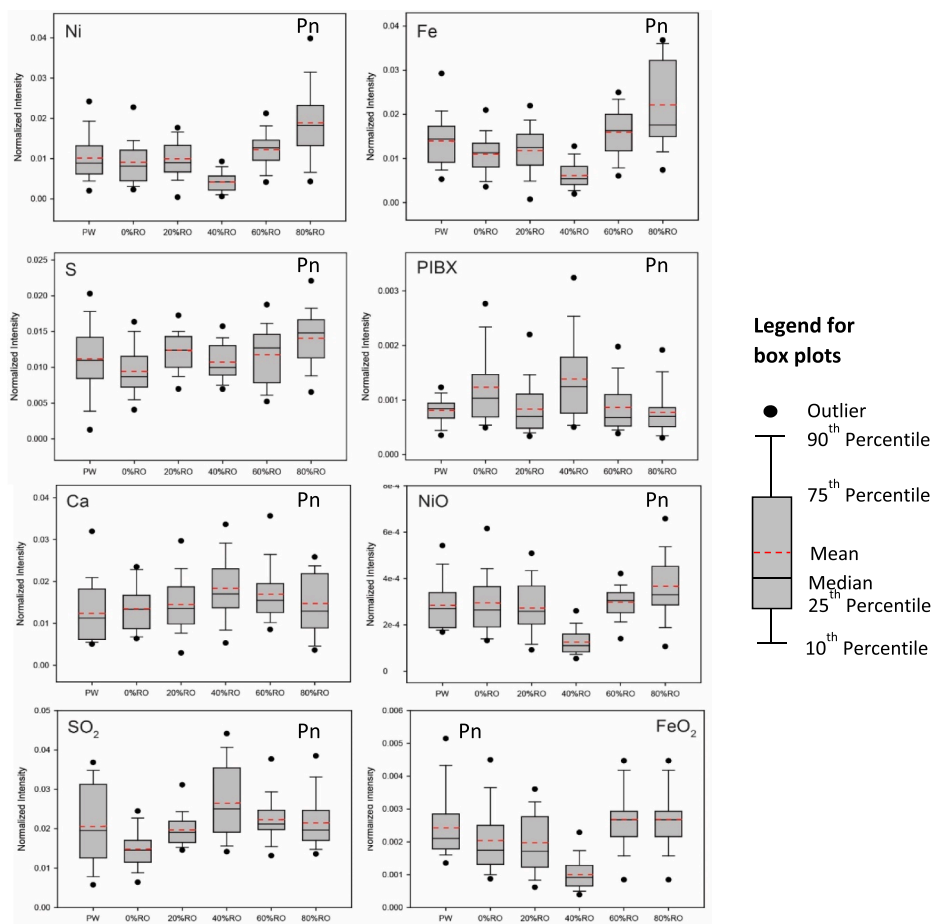 Ni
Pn
Normalized Intensity
0.04
0.03
0.02
0.01
0.00
PW 0%RO 20%RO 40%RO 60%RO 80%RO
Fe
Pn
Normalized Intensity
0.04
0.03
0.02
0.01
0.00
PW 0%RO 20%RO 40%RO 60%RO 80%RO
S
Pn
Normalized Intensity
0.025
0.020
0.015
0.010
0.005
0.000
PW 0%RO 20%RO 40%RO 60%RO 80%RO
PIBX
Pn
Normalized Intensity
0.003
0.002
0.001
0.000
PW 0%RO 20%RO 40%RO 60%RO 80%RO
Legend for
box plots
Outlier
90th Percentile
75th Percentile
Mean
Median
25th Percentile
10th Percentile
Ca
Pn
Normalized Intensity
0.04
0.03
0.02
0.01
0.00
PW 0%RO 20%RO 40%RO 60%RO 80%RO
NiO
Pn
Normalized Intensity
6e-4
4e-4
2e-4
0
PW 0%RO 20%RO 40%RO 60%RO 80%RO
SO2
Pn
Normalized Intensity
0.05
0.04
0.03
0.02
0.01
0.00
PW 0%RO 20%RO 40%RO 60%RO 80%RO
Pn
FeO2
Normalized Intensity
0.006
0.005
0.004
0.003
0.002
0.001
0.000
PW 0%RO 20%RO 40%RO 60%RO 80%RO